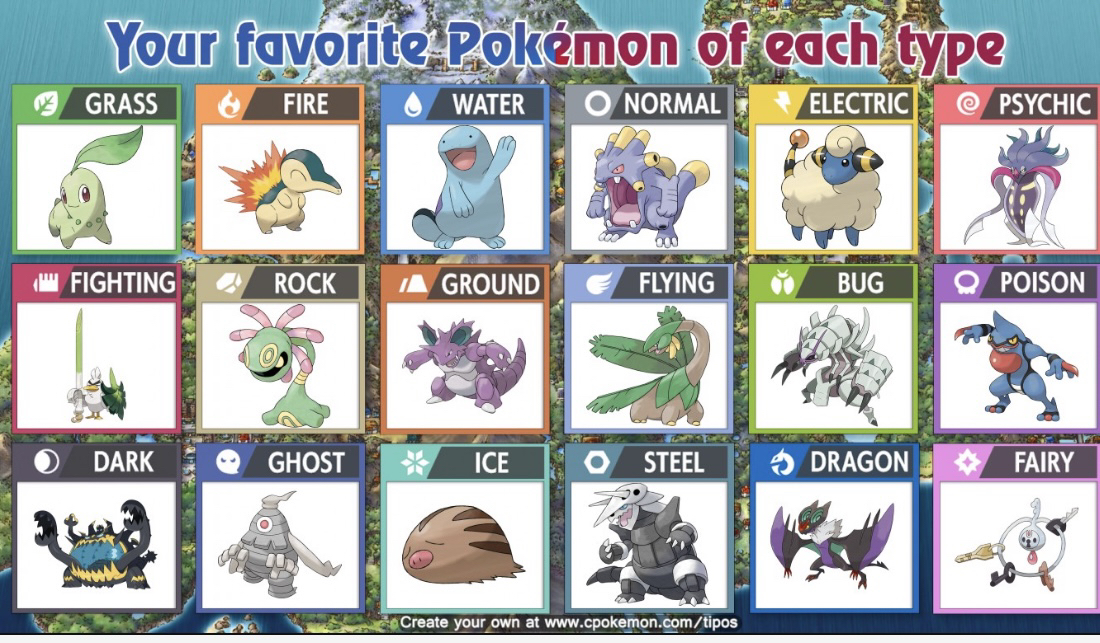 Your favorite Pokémon of each type
GRASS
FIRE
WATER
NORMAL
ELECTRIC
PSYCHIC
FIGHTING
ROCK
GROUND
FLYING
BUG
POISON
DARK
GHOST
ICE
STEEL
DRAGON
FAIRY
Create your own at www.cpokemon.com/tipos